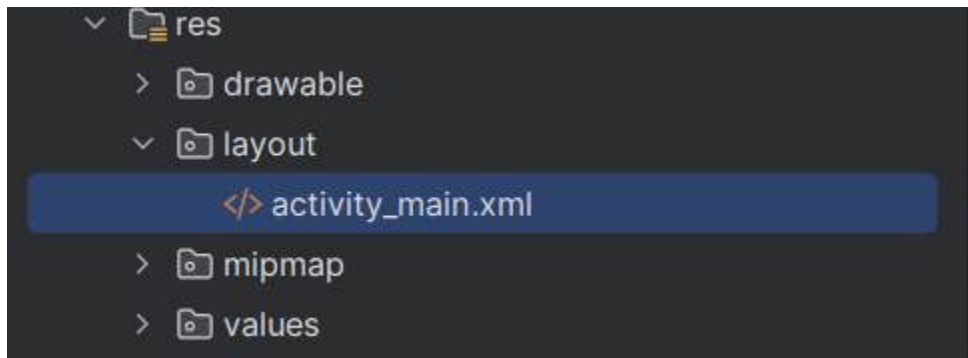 res
drawable
layout
activity_main.xml
mipmap
values